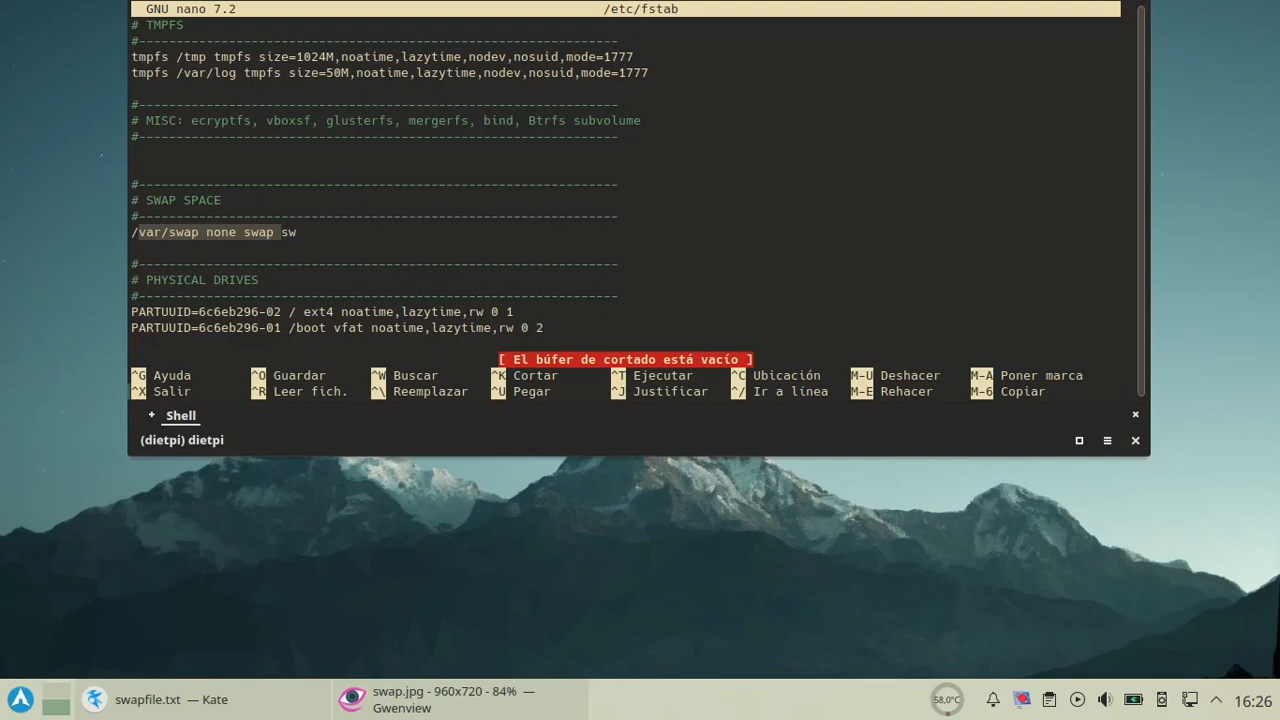 GNU nano 7.2 /etc/fstab
# TMPFS
#----------------------------------------------------------------
tmpfs /tmp tmpfs size=1024M,noatime,lazytime,nodev,nosuid,mode=1777
tmpfs /var/log tmpfs size=50M,noatime,lazytime,nodev,nosuid,mode=1777
#----------------------------------------------------------------
# MISC: ecryptfs, vboxsf, glusterfs, mergerfs, bind, Btrfs subvolume
#----------------------------------------------------------------
#----------------------------------------------------------------
# SWAP SPACE
#----------------------------------------------------------------
/var/swap none swap sw
#----------------------------------------------------------------
# PHYSICAL DRIVES
#----------------------------------------------------------------
PARTUUID=6c6eb296-02 / ext4 noatime,lazytime,rw 0 1
PARTUUID=6c6eb296-01 /boot vfat noatime,lazytime,rw 0 2
[ El búfer de cortado está vacío ]
^G Ayuda ^O Guardar ^W Buscar ^K Cortar ^T Ejecutar ^C Ubicación M-U Deshacer M-A Poner marca
^X Salir ^R Leer fich. ^\ Reemplazar ^U Pegar ^J Justificar ^/ Ir a línea M-E Rehacer M-6 Copiar
+ Shell
(dietpi) dietpi
swapfile.txt — Kate
swap.jpg - 960x720 - 84% —
Gwenview
58,0°C
16:26